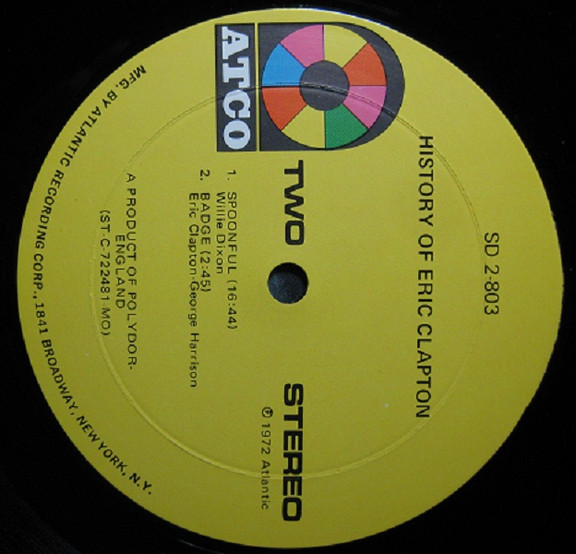 SD 2-803
HISTORY OF ERIC CLAPTON
ATCO
TWO
STEREO
℗ 1972 Atlantic
1. SPOONFUL (16:44)
Willie Dixon
2. BADGE (2:45)
Eric Clapton-George Harrison
A PRODUCT OF POLYDOR-
ENGLAND
(ST-C-722481-MO)
MFG. BY ATLANTIC RECORDING CORP., 1841 BROADWAY, NEW YORK, N.Y.